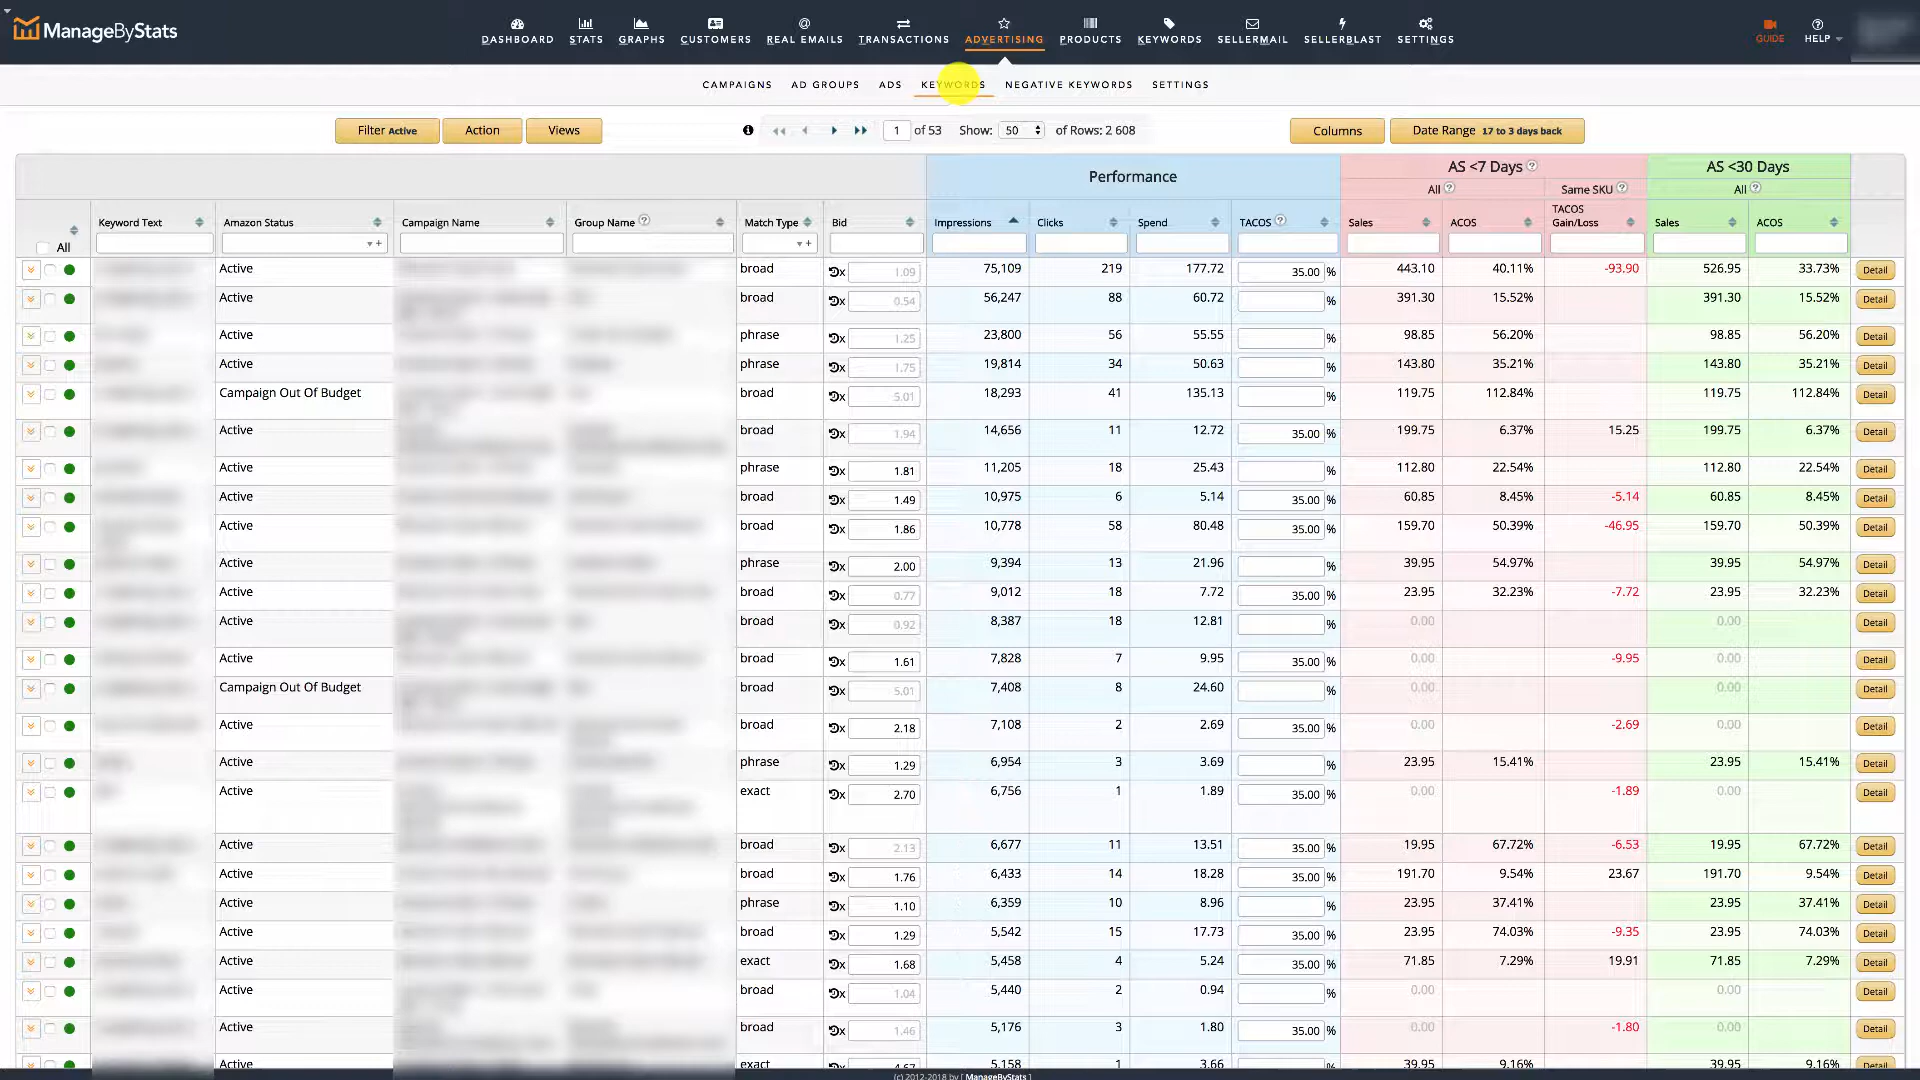 ManageByStats
DASHBOARD STATS GRAPHS CUSTOMERS REAL EMAILS TRANSACTIONS ADVERTISING PRODUCTS KEYWORDS SELLERMAIL SELLERBLAST SETTINGS GUIDE HELP
CAMPAIGNS AD GROUPS ADS KEYWORDS NEGATIVE KEYWORDS SETTINGS
Filter Active Action Views 1 of 53 Show: 50 of Rows: 2 608 Columns Date Range 17 to 3 days back
Performance AS <7 Days AS <30 Days
All Same SKU All
All Keyword Text Amazon Status Campaign Name Group Name Match Type Bid Impressions Clicks Spend TACOS Sales ACOS TACOS Gain/Loss Sales ACOS
Active broad x 1.09 75,109 219 177.72 35.00 % 443.10 40.11% -93.90 526.95 33.73% Detail
Active broad x 0.54 56,247 88 60.72 % 391.30 15.52% 391.30 15.52% Detail
Active phrase x 1.25 23,800 56 55.55 % 98.85 56.20% 98.85 56.20% Detail
Active phrase x 1.75 19,814 34 50.63 % 143.80 35.21% 143.80 35.21% Detail
Campaign Out Of Budget broad x 5.01 18,293 41 135.13 % 119.75 112.84% 119.75 112.84% Detail
Active broad x 1.94 14,656 11 12.72 35.00 % 199.75 6.37% 15.25 199.75 6.37% Detail
Active phrase x 1.81 11,205 18 25.43 % 112.80 22.54% 112.80 22.54% Detail
Active broad x 1.49 10,975 6 5.14 35.00 % 60.85 8.45% -5.14 60.85 8.45% Detail
Active broad x 1.86 10,778 58 80.48 35.00 % 159.70 50.39% -46.95 159.70 50.39% Detail
Active phrase x 2.00 9,394 13 21.96 % 39.95 54.97% 39.95 54.97% Detail
Active broad x 0.77 9,012 18 7.72 35.00 % 23.95 32.23% -7.72 23.95 32.23% Detail
Active broad x 0.92 8,387 18 12.81 % 0.00 0.00 Detail
Active broad x 1.61 7,828 7 9.95 35.00 % 0.00 -9.95 0.00 Detail
Campaign Out Of Budget broad x 5.01 7,408 8 24.60 % 0.00 0.00 Detail
Active broad x 2.18 7,108 2 2.69 35.00 % 0.00 -2.69 0.00 Detail
Active phrase x 1.29 6,954 3 3.69 % 23.95 15.41% 23.95 15.41% Detail
Active exact x 2.70 6,756 1 1.89 35.00 % 0.00 -1.89 0.00 Detail
Active broad x 2.13 6,677 11 13.51 35.00 % 19.95 67.72% -6.53 19.95 67.72% Detail
Active broad x 1.76 6,433 14 18.28 35.00 % 191.70 9.54% 23.67 191.70 9.54% Detail
Active phrase x 1.10 6,359 10 8.96 % 23.95 37.41% 23.95 37.41% Detail
Active broad x 1.29 5,542 15 17.73 35.00 % 23.95 74.03% -9.35 23.95 74.03% Detail
Active exact x 1.68 5,458 4 5.24 35.00 % 71.85 7.29% 19.91 71.85 7.29% Detail
Active broad x 1.04 5,440 2 0.94 % 0.00 0.00 Detail
Active broad x 1.46 5,176 3 1.80 35.00 % 0.00 -1.80 0.00 Detail
Active exact 5,158 1 3.66 39.95 9.16% 39.95 9.16% Detail
(c) 2012-2018 by [ ManageByStats ]